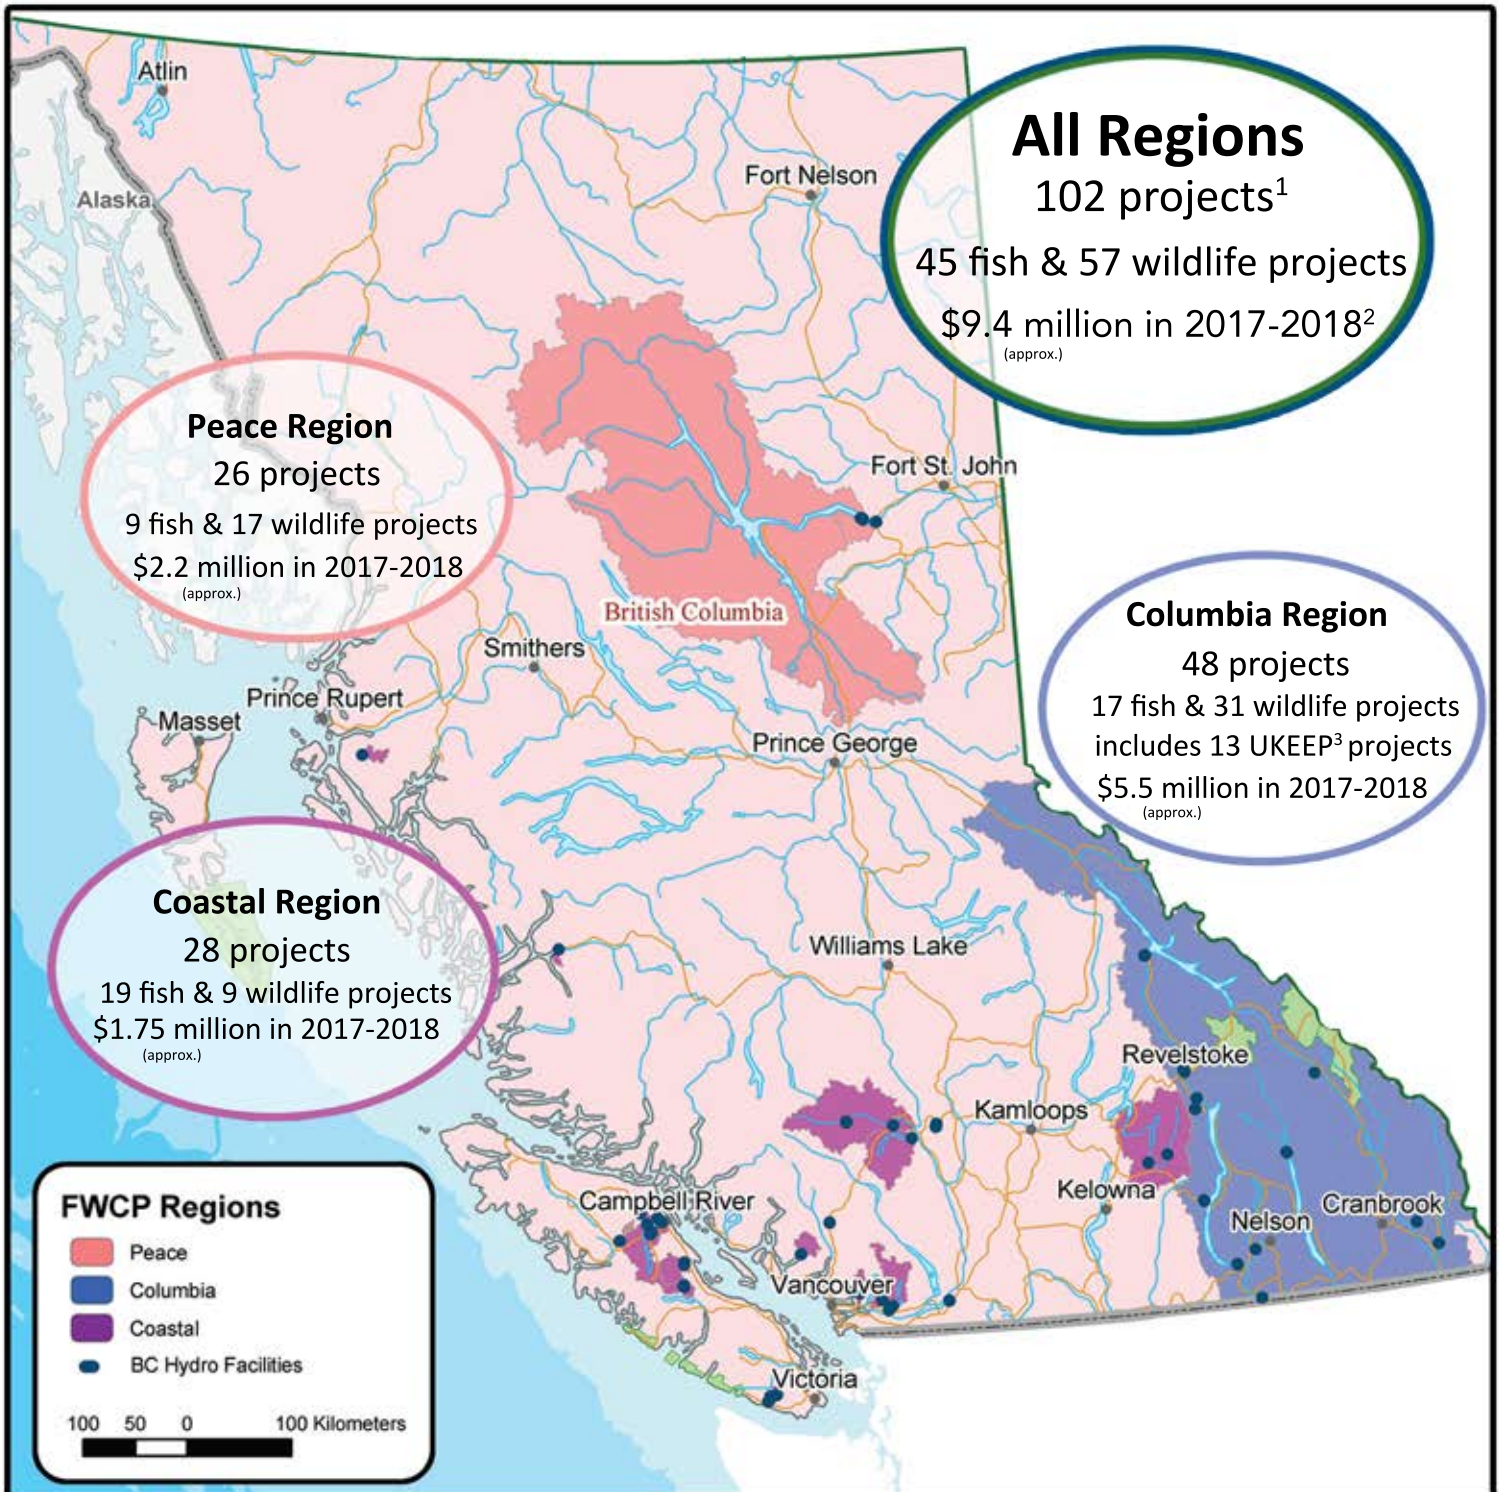 Atlin
Alaska
Fort Nelson
All Regions
102 projects¹
45 fish & 57 wildlife projects
$9.4 million in 2017-2018²
(approx.)
Peace Region
26 projects
9 fish & 17 wildlife projects
$2.2 million in 2017-2018
(approx.)
Fort St. John
British Columbia
Smithers
Prince Rupert
Masset
Prince George
Columbia Region
48 projects
17 fish & 31 wildlife projects
includes 13 UKEEP³ projects
$5.5 million in 2017-2018
(approx.)
Coastal Region
28 projects
19 fish & 9 wildlife projects
$1.75 million in 2017-2018
(approx.)
Williams Lake
Revelstoke
Kamloops
Kelowna
Cranbrook
Nelson
Campbell River
Vancouver
Victoria
FWCP Regions
Peace
Columbia
Coastal
BC Hydro Facilities
100 50 0 100 Kilometers